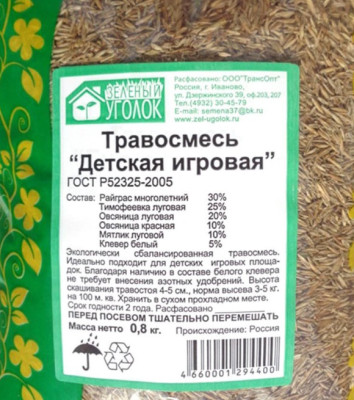 ЗЕЛЕНЫЙ УГОЛОК
Расфасовано: ООО"ТрансОпт"
Россия, г. Иваново,
ул. Дзержинского 39, оф.203, 207
Тел.(4932) 30-45-79
E-mail: semena37@bk.ru
www.zel-ugolok.ru
Травосмесь
"Детская игровая"
ГОСТ Р52325-2005
Состав: Райграс многолетний 30%
Тимофеевка луговая 25%
Овсяница луговая 20%
Овсяница красная 10%
Мятлик луговой 10%
Клевер белый 5%
Экологически сбалансированная травосмесь.
Идеально подходит для детских игровых площа-
док. Благодаря наличию в составе белого клевера
не требует внесения азотных удобрений. Высота
скашивания травостоя 4-5 см., норма высева 3-5 кг.
на 100 м. кв. Хранить в сухом прохладном месте.
Срок годности 2 года. Расфасовано
ПЕРЕД ПОСЕВОМ ТЩАТЕЛЬНО ПЕРЕМЕШАТЬ
Масса нетто 0,8 кг. Происхождение: Россия
4660001294400